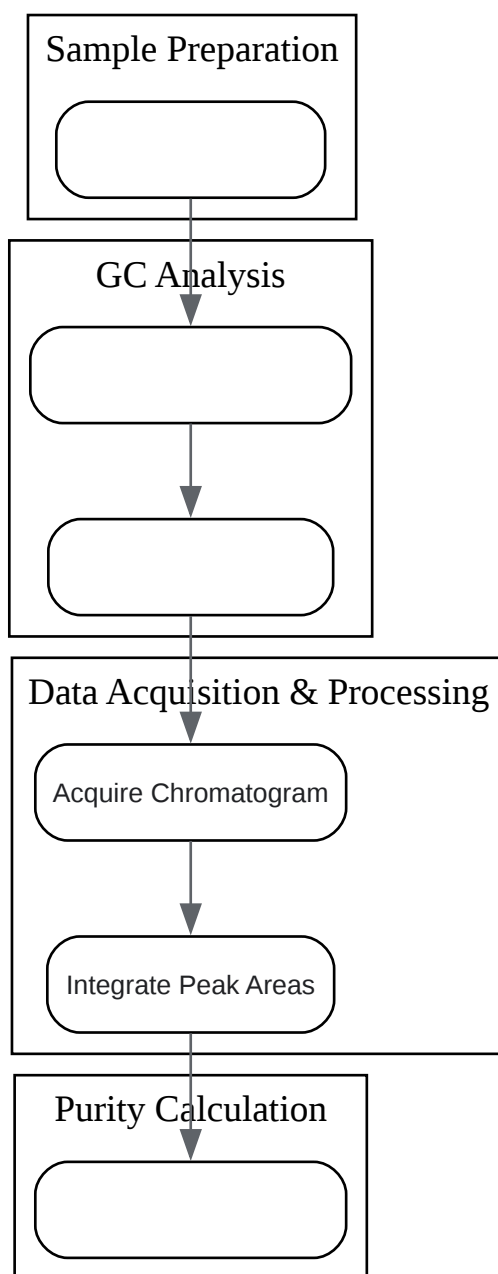 Sample Preparation
GC Analysis
Data Acquisition & Processing
Acquire Chromatogram
Integrate Peak Areas
Purity Calculation